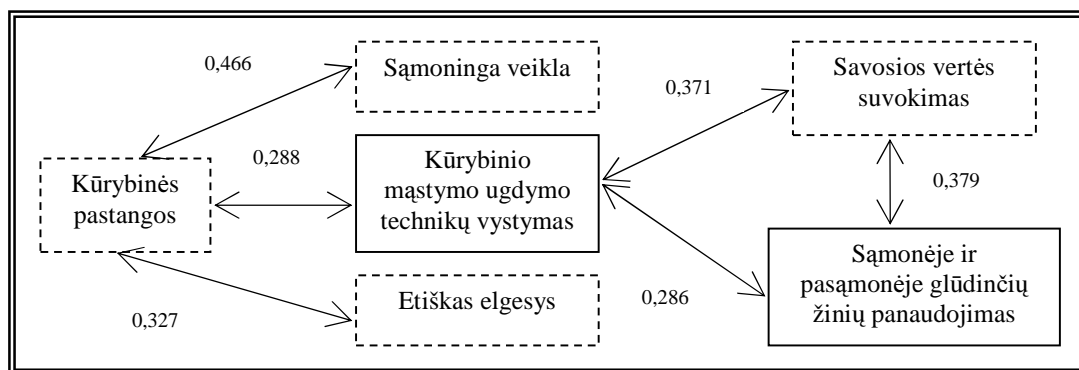 0,466
Sąmoninga veikla
0,371
Savosios vertės
suvokimas
Kūrybinės
pastangos
0,288
Kūrybinio
mąstymo ugdymo
technikų vystymas
0,379
0,327
Etiškas elgesys
0,286
Sąmonėje ir
pasąmonėje glūdinčių
žinių panaudojimas